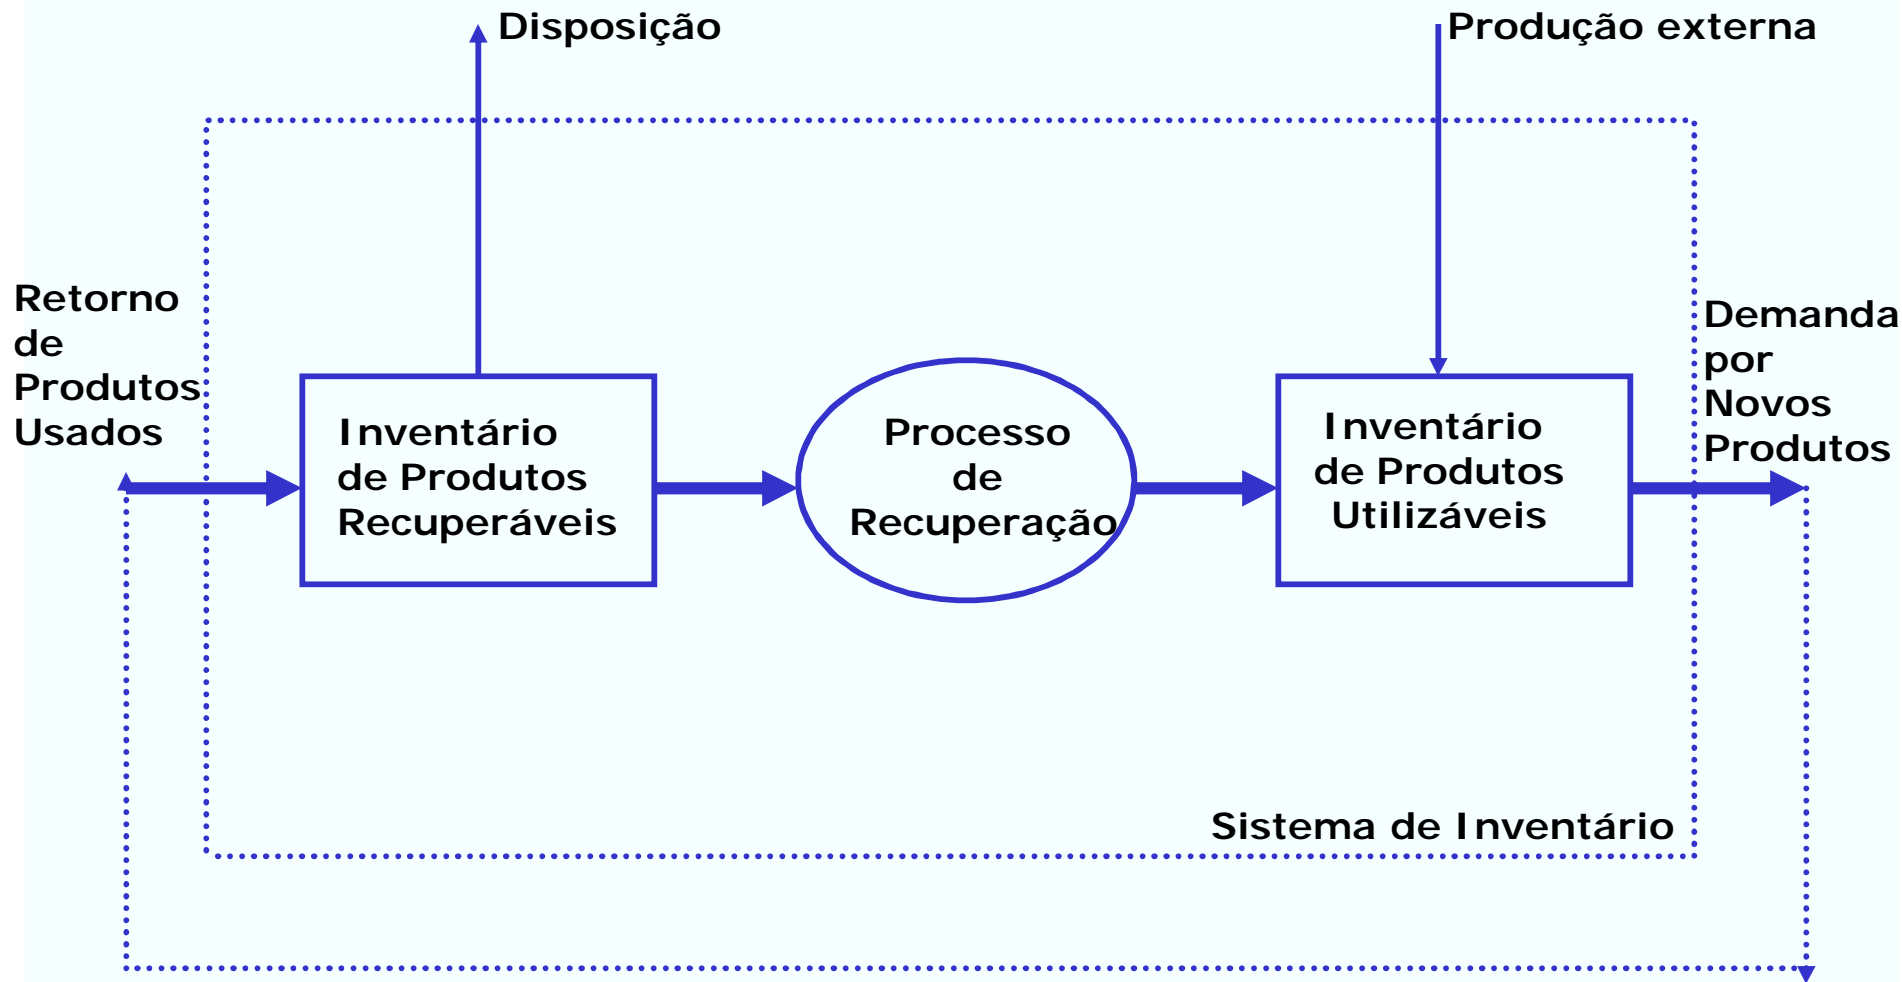 Disposição
Produção externa
Retorno
de
Produtos
Usados
Inventário
de Produtos
Recuperáveis
Processo
de
Recuperação
Inventário
de Produtos
Utilizáveis
Demanda
por
Novos
Produtos
Sistema de Inventário